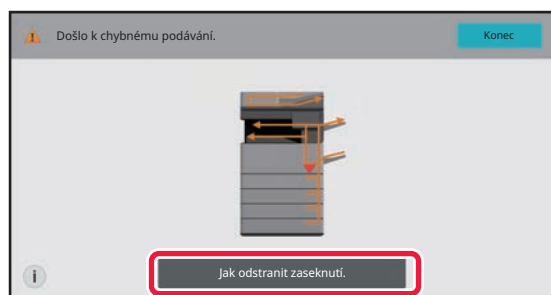 Došlo k chybnému podávání.
Konec
i
Jak odstranit zaseknutí.